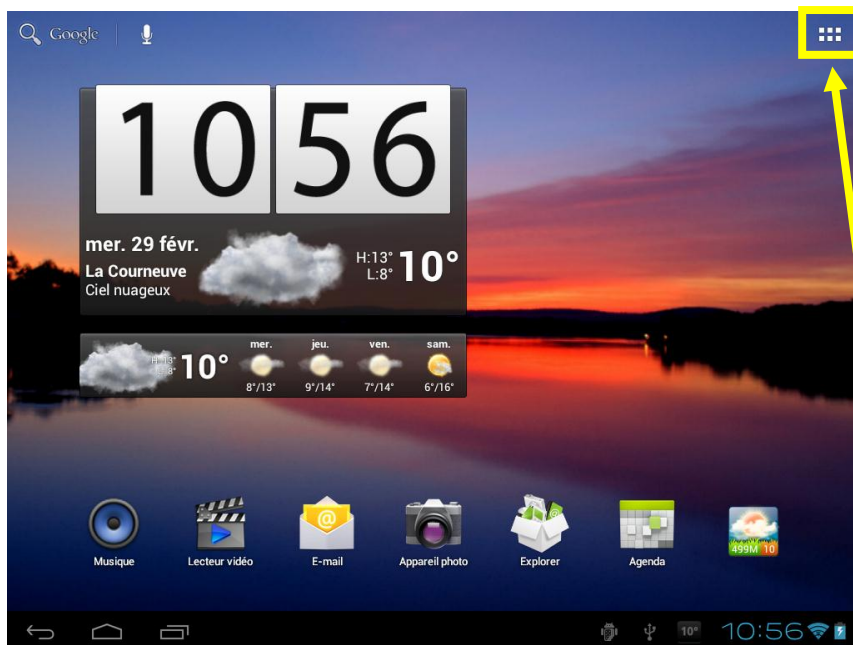 Google
10 56
mer. 29 févr.
La Courneuve
Ciel nuageux
H:13°
L:8°
10°
10°
mer. jeu. ven. sam.
8°/13° 9°/14° 7°/14° 6°/16°
Musique Lecteur vidéo E-mail Appareil photo Explorer Agenda
499M 10
10° 10:56